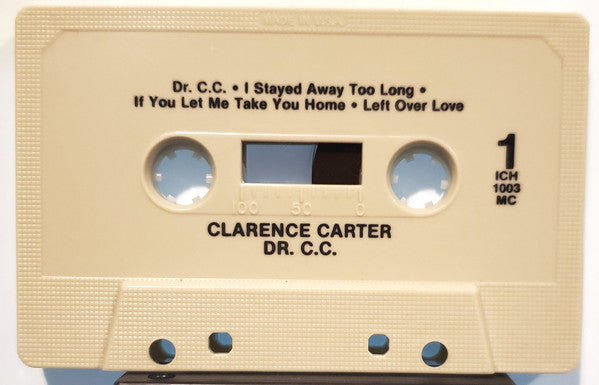 MADE IN U.S.A.
Dr. C.C. • I Stayed Away Too Long •
If You Let Me Take You Home • Left Over Love
1
ICH
1003
MC
100 50 0
CLARENCE CARTER
DR. C.C.